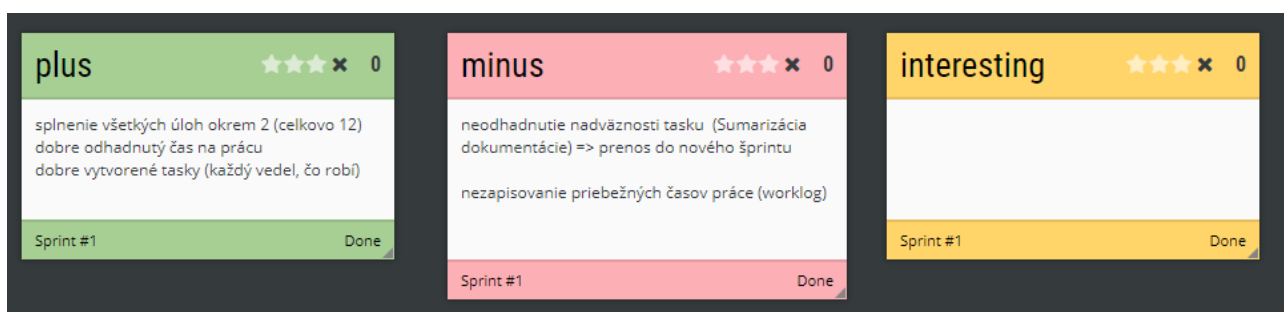 plus 0
splnenie všetkých úloh okrem 2 (celkovo 12)
dobre odhadnutý čas na prácu
dobre vytvorené tasky (každý vedel, čo robí)
Sprint #1 Done
minus 0
neodhadnutie nadväznosti tasku (Sumarizácia
dokumentácie) => prenos do nového šprintu
nezapisovanie priebežných časov práce (worklog)
Sprint #1 Done
interesting 0
Sprint #1 Done